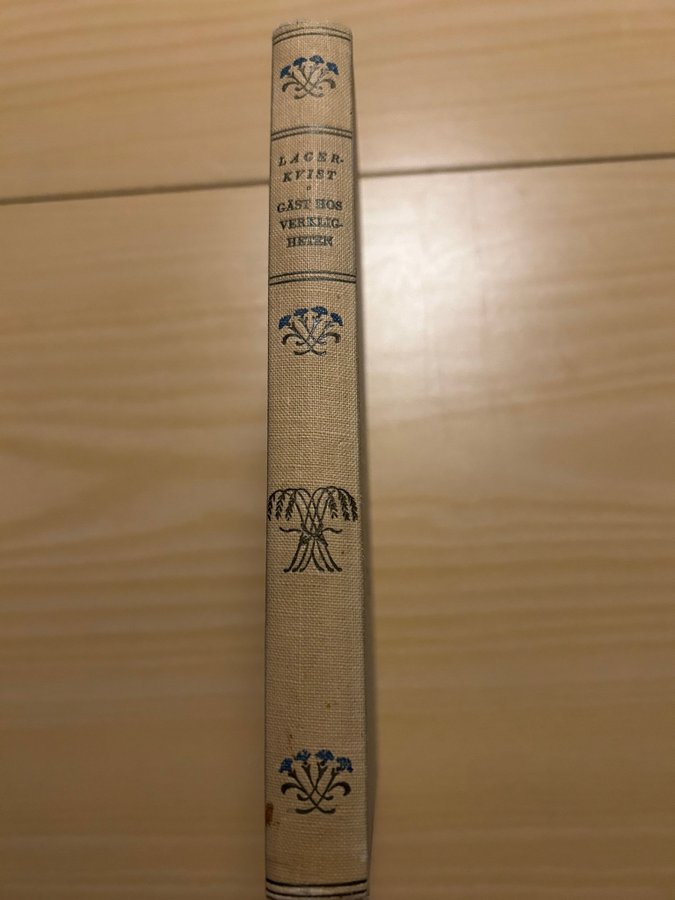 LAGER-
KVIST
GÄST HOS
VERKLIG-
HETEN